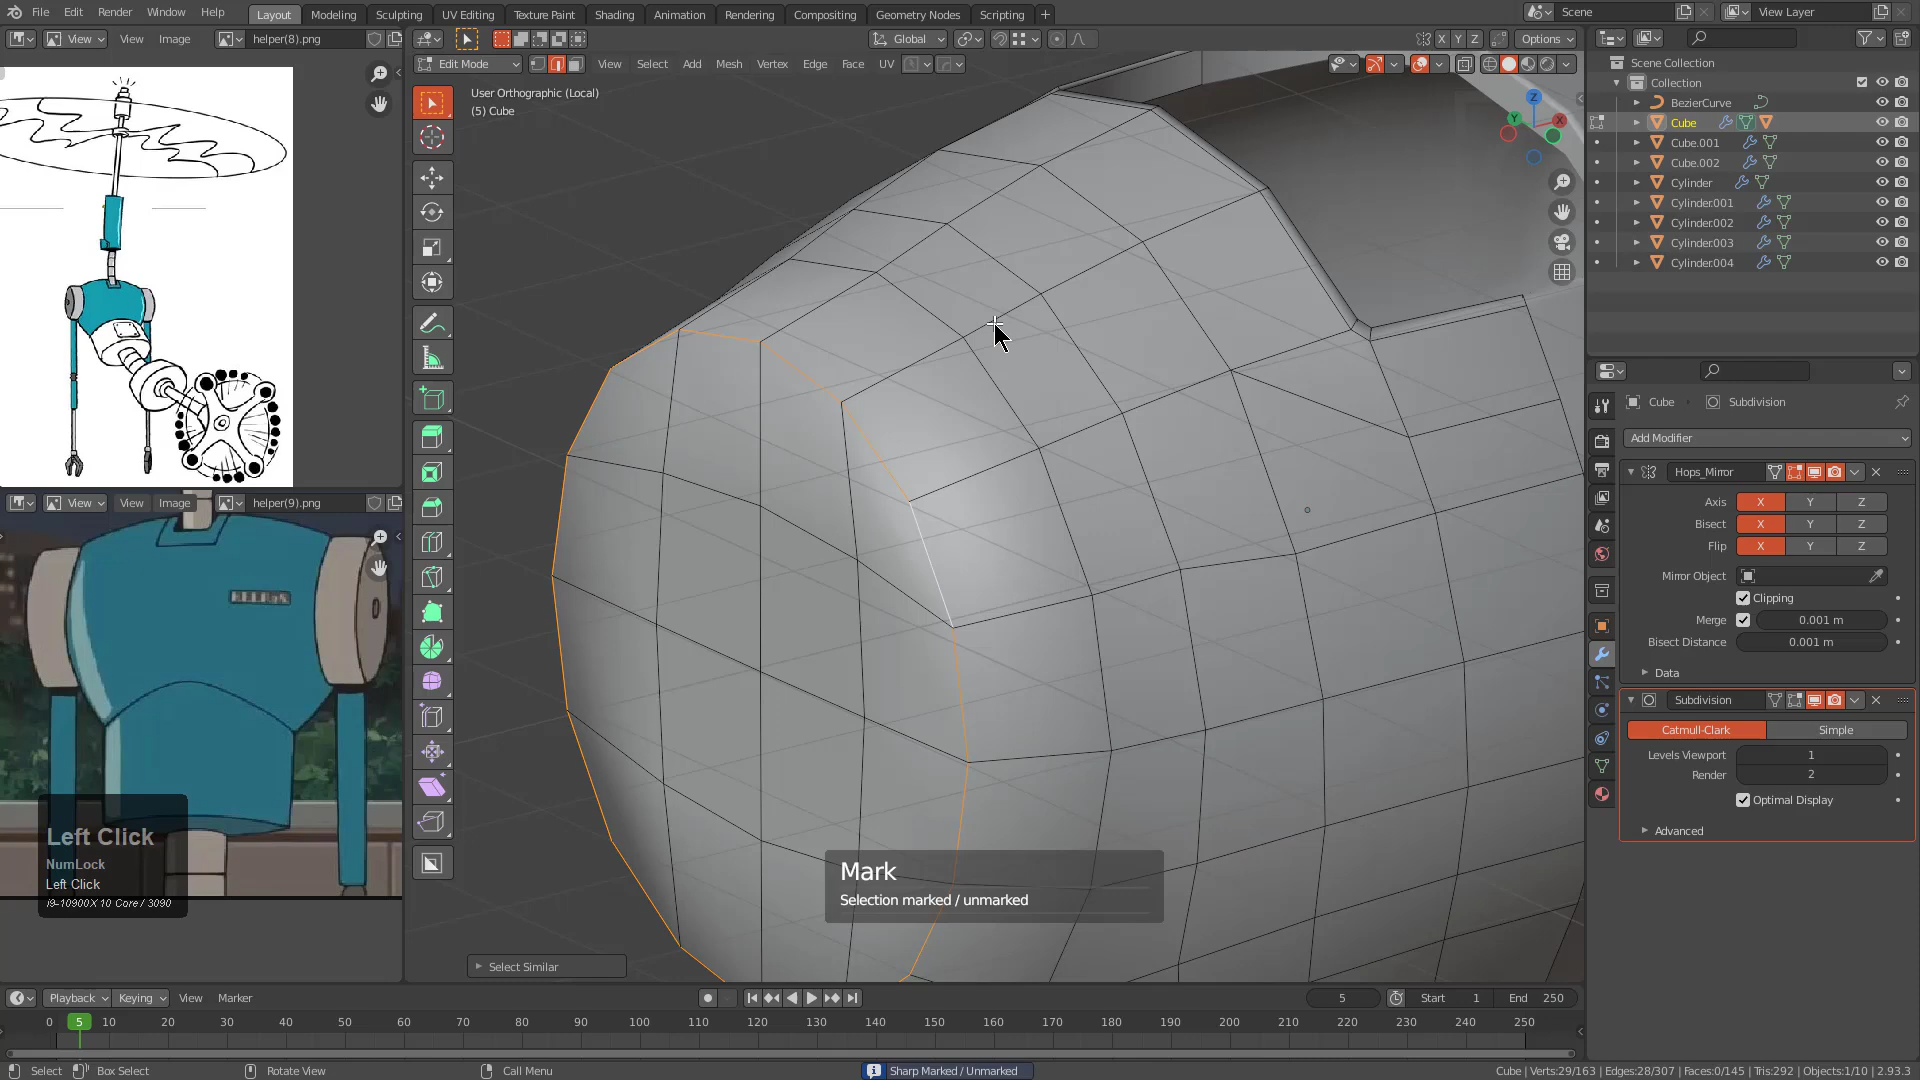 File Edit Render Window Help Layout Modeling Sculpting UV Editing Texture Paint Shading Animation Rendering Compositing Geometry Nodes Scripting + Scene View Layer
View View Image helper(8).png Global X Y Z Options
Edit Mode View Select Add Mesh Vertex Edge Face UV
User Orthographic (Local)
(5) Cube
Z
Y
X
Scene Collection
Collection
BezierCurve
Cube
Cube.001
Cube.002
Cylinder
Cylinder.001
Cylinder.002
Cylinder.003
Cylinder.004
Cube Subdivision
Add Modifier
Hops_Mirror
Axis X Y Z
Bisect X Y Z
Flip X Y Z
Mirror Object
Clipping
Merge 0.001 m
Bisect Distance 0.001 m
Data
Subdivision
Catmull-Clark Simple
Levels Viewport 1
Render 2
Optimal Display
Advanced
View View Image helper(9).png
Left Click
NumLock
Left Click
i9-10900X 10 Core / 3090
Mark
Selection marked / unmarked
Select Similar
Playback Keying View Marker 5 Start 1 End 250
0 5 10 20 30 40 50 60 70 80 90 100 110 120 130 140 150 160 170 180 190 200 210 220 230 240 250
Select Box Select Rotate View Call Menu Sharp Marked / Unmarked Cube | Verts:29/163 | Edges:28/307 | Faces:0/145 | Tris:292 | Objects:1/10 | 2.93.3